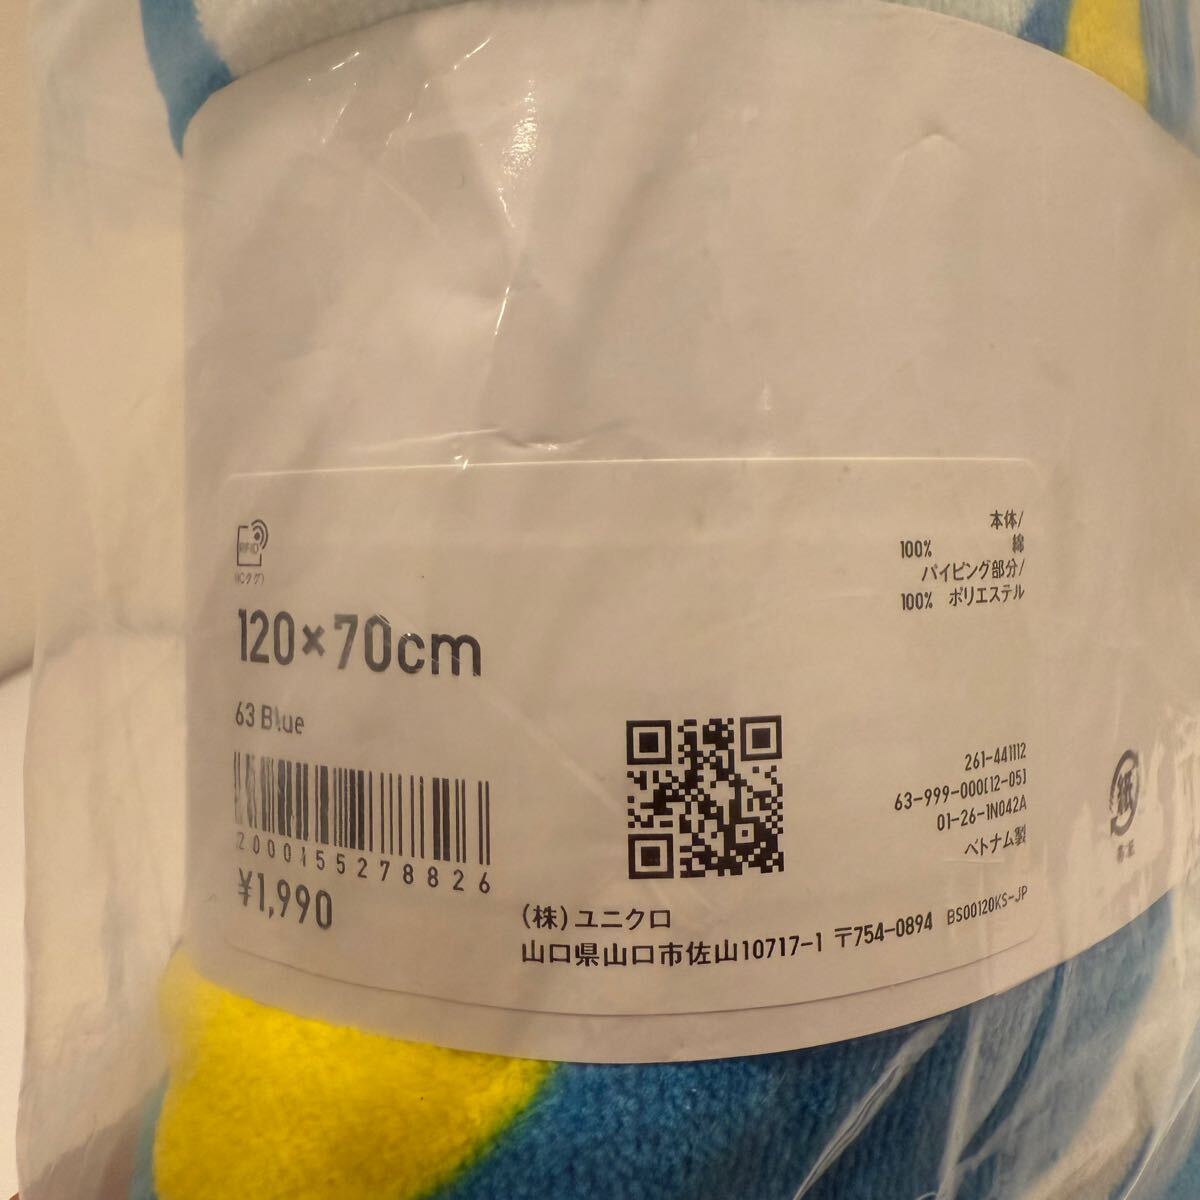 RFID
(ICタグ)
120×70cm
63 Blue
2000155278826
¥1,990
本体/
100% 綿
パイピング部分/
100% ポリエステル
261-441112
63-999-000[12-05]
01-26-1N042A
ベトナム製
(株)ユニクロ
山口県山口市佐山10717-1 〒754-0894 BS00120KS-JP
紙